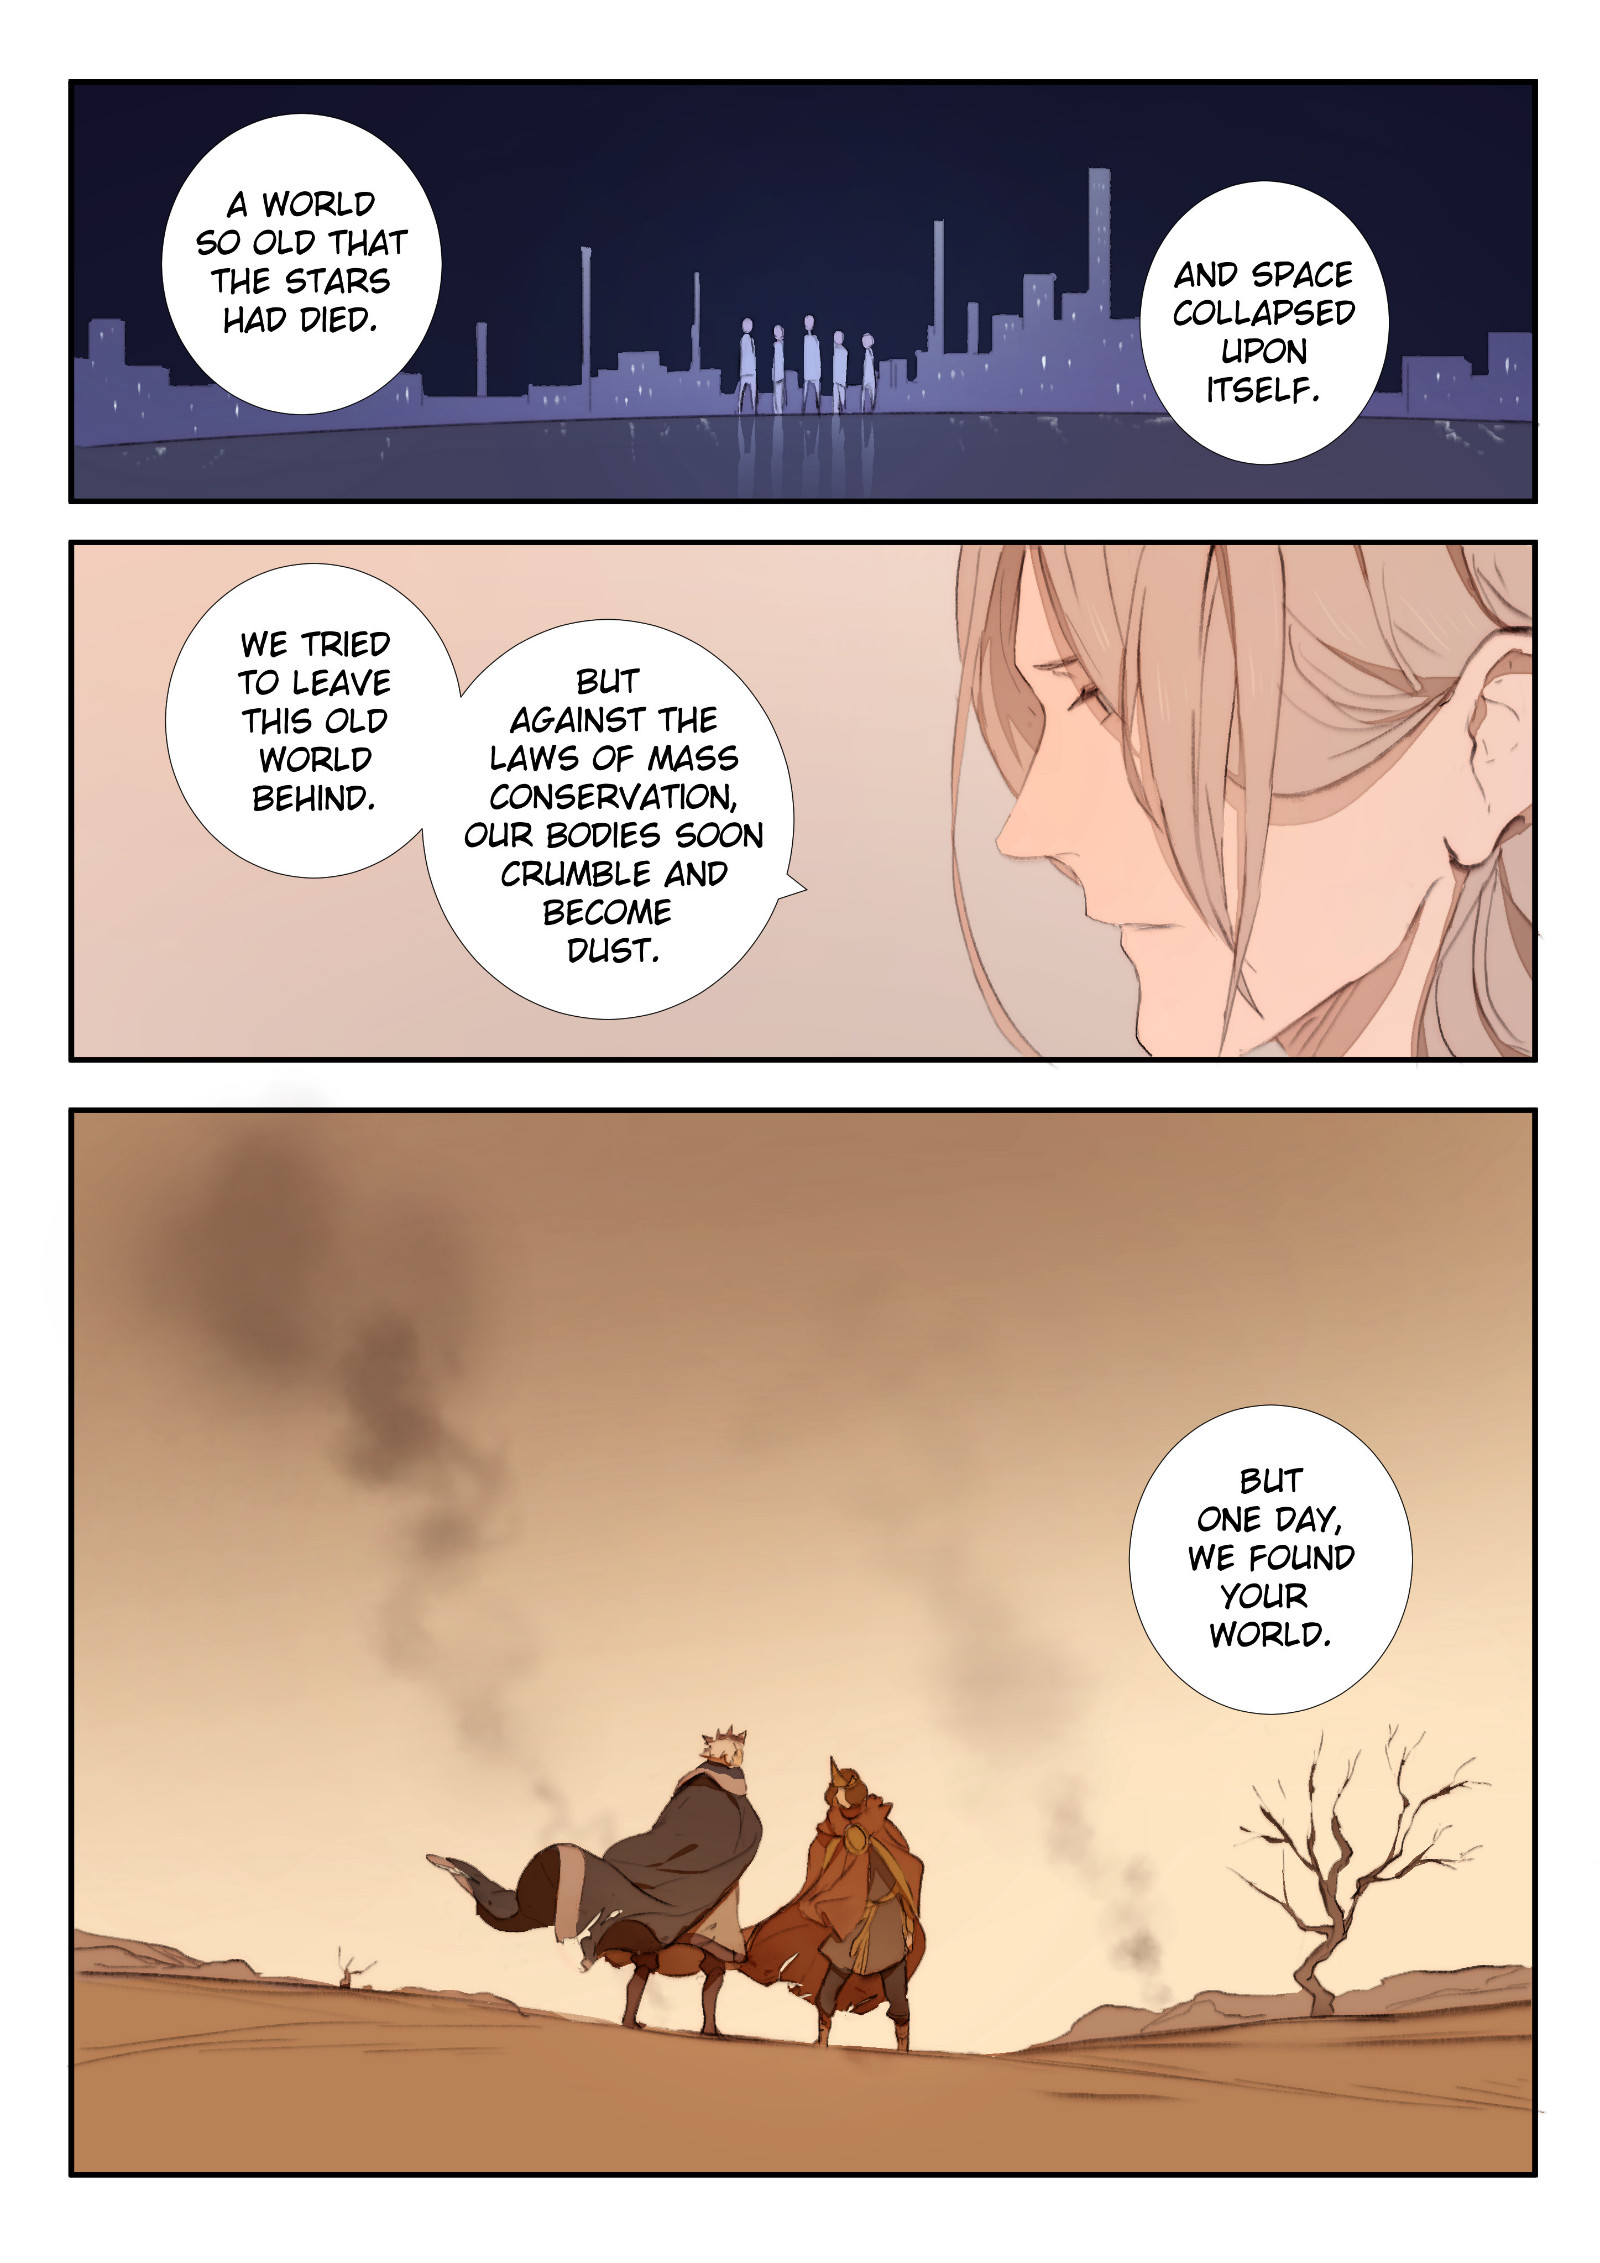 A WORLD
SO OLD THAT
THE STARS
HAD DIED.
AND SPACE
COLLAPSED
UPON
ITSELF.
WE TRIED
TO LEAVE
THIS OLD
WORLD
BEHIND.
BUT
AGAINST THE
LAWS OF MASS
CONSERVATION,
OUR BODIES SOON
CRUMBLE AND
BECOME
DUST.
BUT
ONE DAY,
WE FOUND
YOUR
WORLD.